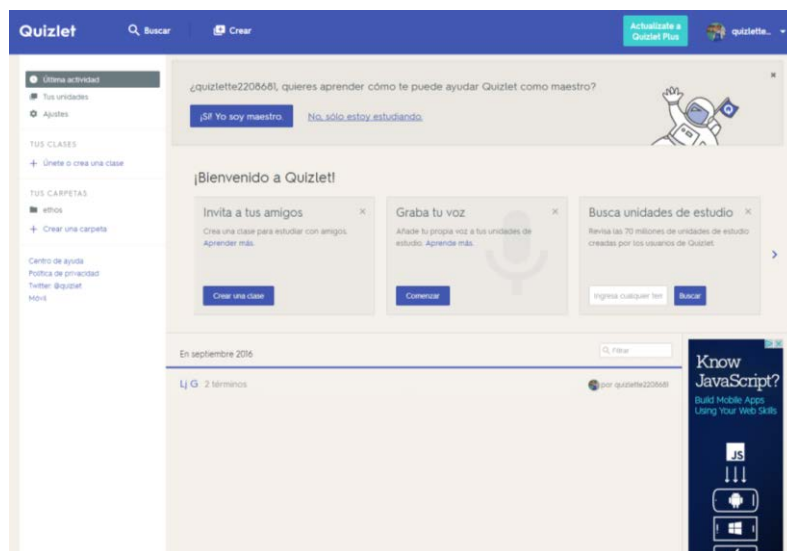 Quizlet
Buscar
Crear
Actualízate a
Quizlet Plus
quizlette...
Última actividad
Tus unidades
Ajustes
TUS CLASES
+ Únete o crea una clase
TUS CARPETAS
ethos
+ Crear una carpeta
Centro de ayuda
Política de privacidad
Twitter @quizlet
Móvil
¿quizlette2208681, quieres aprender cómo te puede ayudar Quizlet como maestro?
¡Sí! Yo soy maestro.
No, sólo estoy estudiando.
¡Bienvenido a Quizlet!
Invita a tus amigos
Crea una clase para estudiar con amigos.
Aprender más.
Crear una clase
Graba tu voz
Añade tu propia voz a tus unidades de
estudio. Aprende más.
Comenzar
Busca unidades de estudio
Revisa las 70 millones de unidades de estudio
creadas por los usuarios de Quizlet.
Ingresa cualquier tem
Buscar
En septiembre 2016
Filtrar
Lj G 2 términos
por quizlette2208681
Know
JavaScript?
Build Mobile Apps
Using Your Web Skills
JS